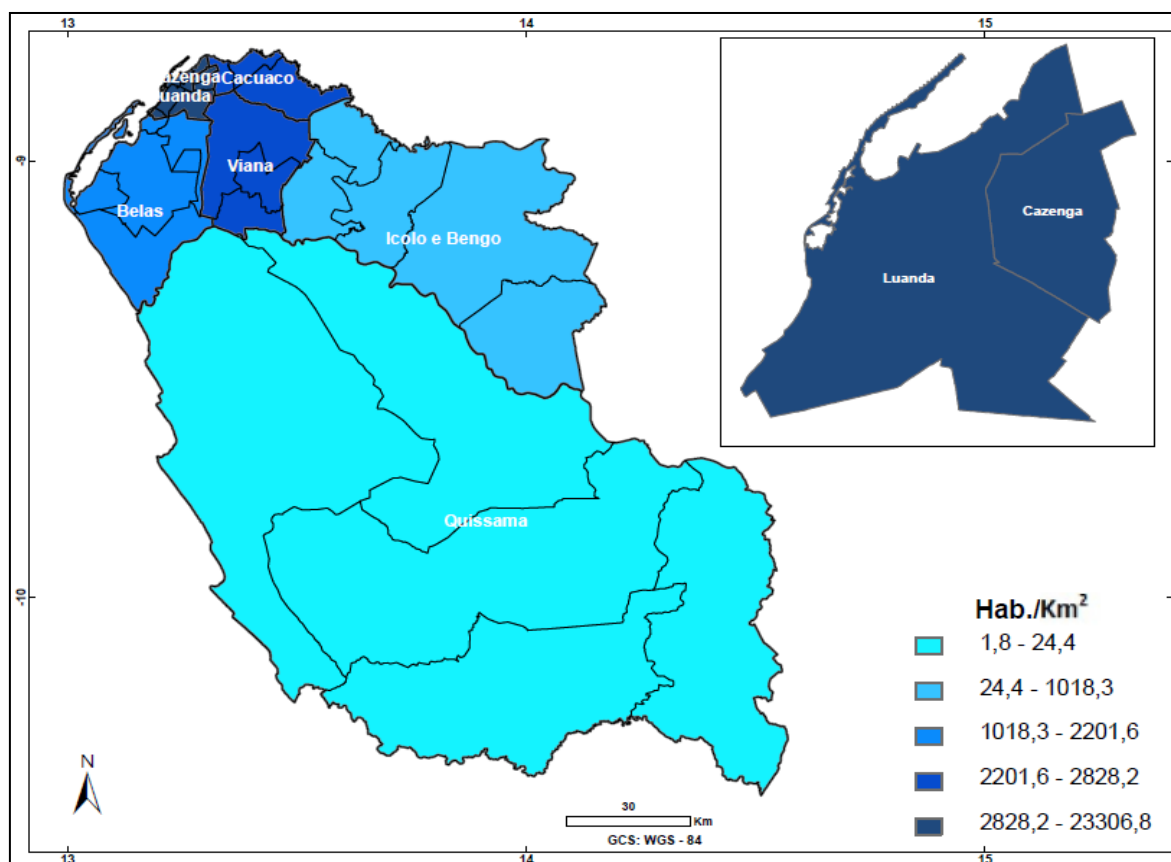 13 14 15
azenga
Cacuaco
uanda
-9
Viana
Belas
Icolo e Bengo
Cazenga
Luanda
Quissama
-10
Hab./Km²
1,8 - 24,4
24,4 - 1018,3
1018,3 - 2201,6
2201,6 - 2828,2
2828,2 - 23306,8
N
30
Km
GCS: WGS - 84
13 14 15